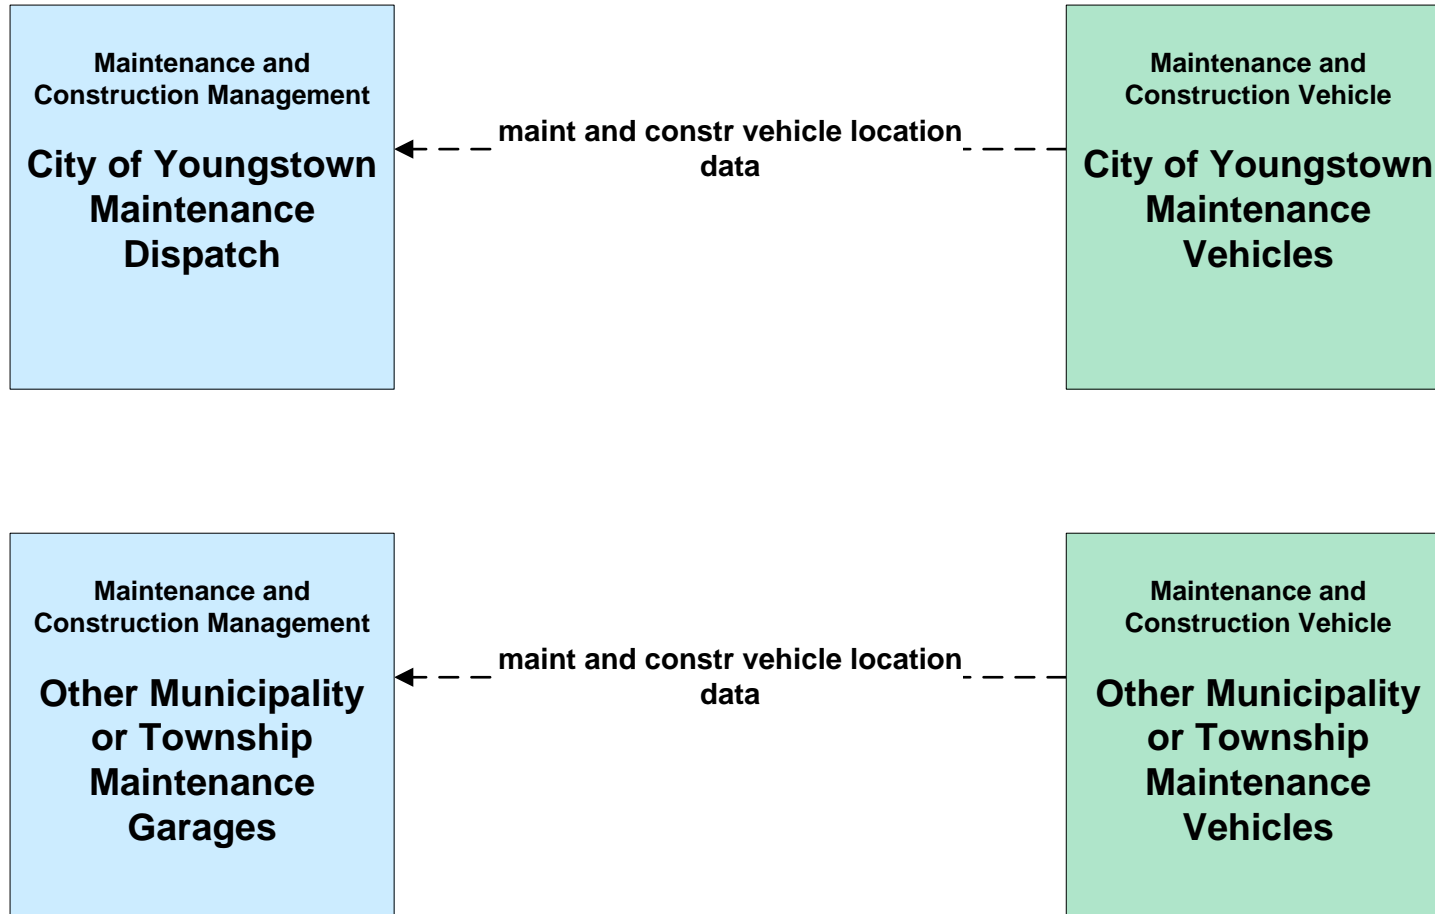 Maintenance and
Construction Management
City of Youngstown
Maintenance
Dispatch
maint and constr vehicle location
data
Maintenance and
Construction Vehicle
City of Youngstown
Maintenance
Vehicles
Maintenance and
Construction Management
Other Municipality
or Township
Maintenance
Garages
maint and constr vehicle location
data
Maintenance and
Construction Vehicle
Other Municipality
or Township
Maintenance
Vehicles